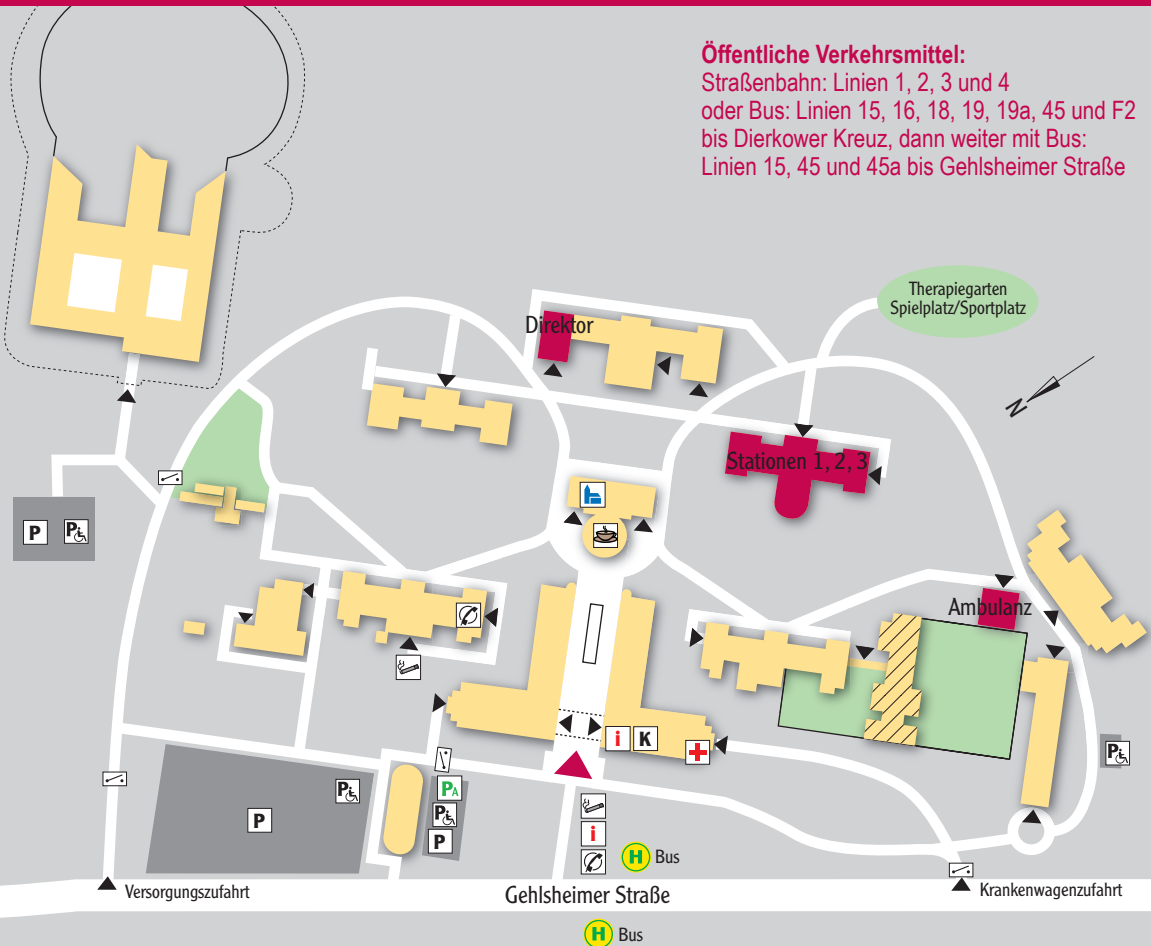 Öffentliche Verkehrsmittel:
Straßenbahn: Linien 1, 2, 3 und 4
oder Bus: Linien 15, 16, 18, 19, 19a, 45 und F2
bis Dierkower Kreuz, dann weiter mit Bus:
Linien 15, 45 und 45a bis Gehlsheimer Straße
Therapiegarten
Spielplatz/Sportplatz
Direktor
N
Stationen 1, 2, 3
P P
Ambulanz
i K
P
P
PA
P
P
P
i
H Bus
Versorgungszufahrt
Gehlsheimer Straße
Krankenwagenzufahrt
H Bus